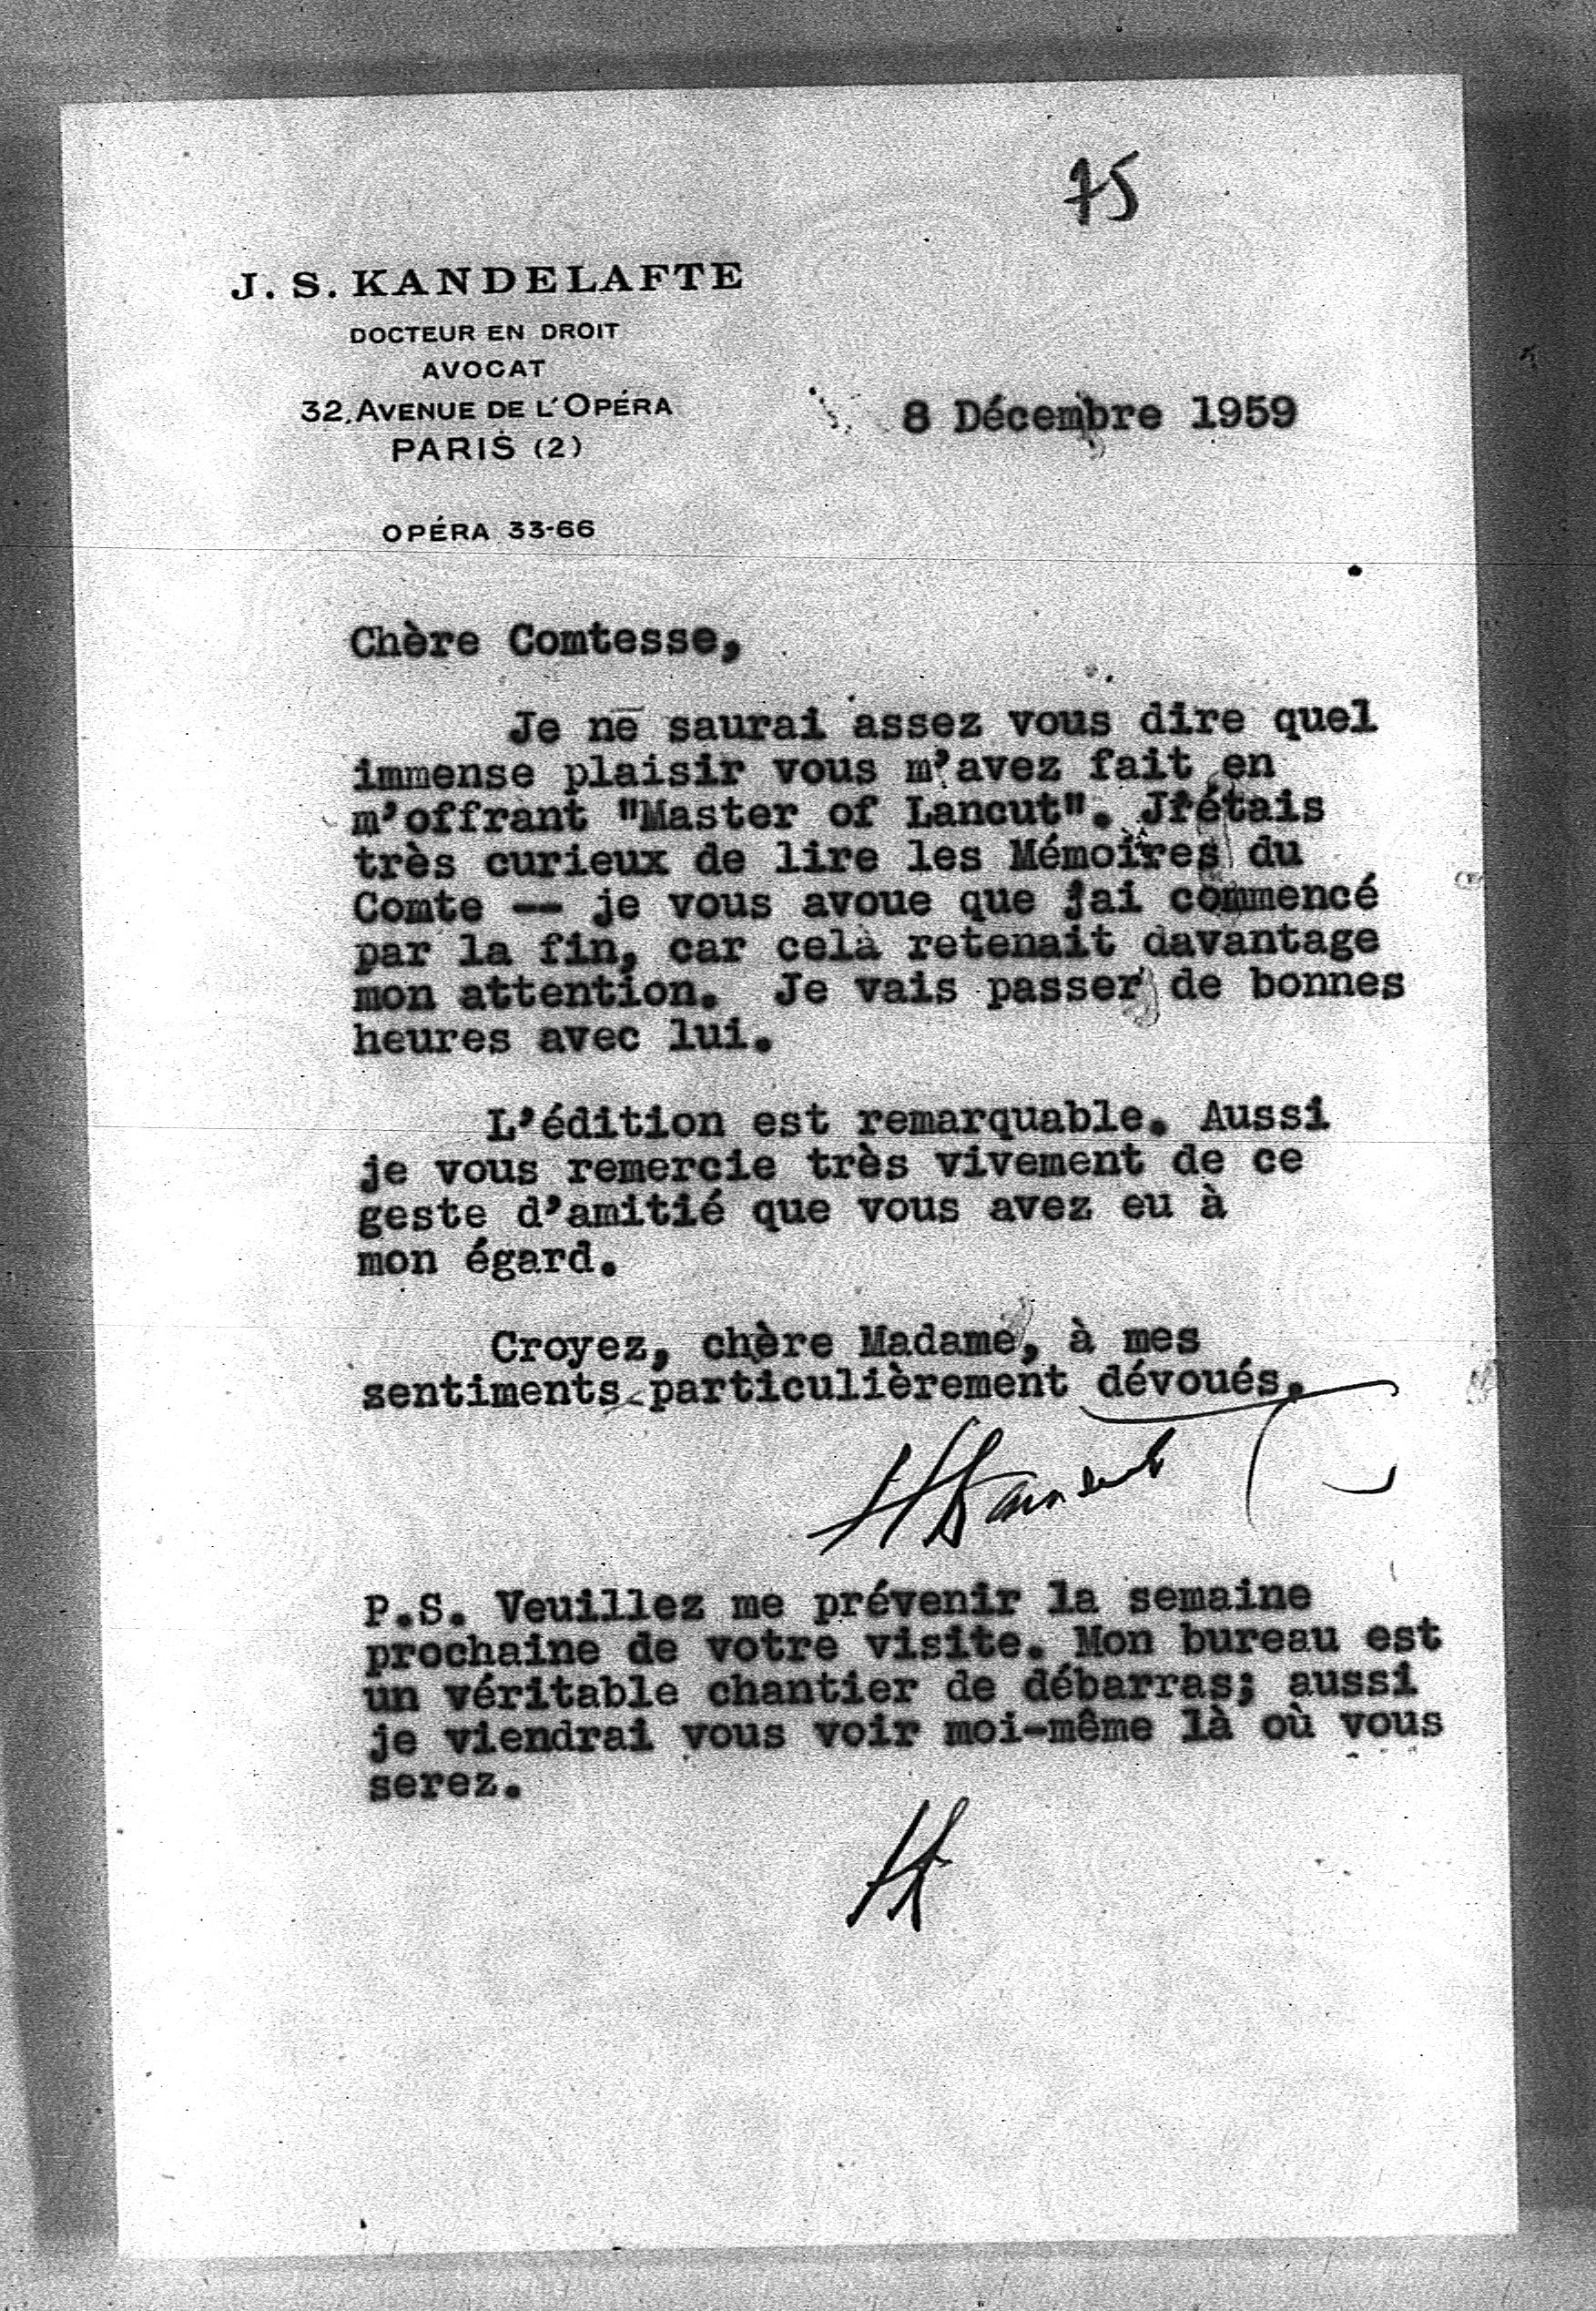 75
J. S. KANDELAFTE
DOCTEUR EN DROIT
AVOCAT
32, AVENUE DE L'OPÉRA
PARIS (2)
8 Décembre 1959
OPÉRA 33-66
Chère Comtesse,
Je ne saurai assez vous dire quel
immense plaisir vous m'avez fait en
m'offrant "Master of Lancut". J'étais
très curieux de lire les Mémoires du
Comte -- je vous avoue que jai commencé
par la fin, car celà retenait davantage
mon attention. Je vais passer de bonnes
heures avec lui.
L'édition est remarquable. Aussi
je vous remercie très vivement de ce
geste d'amitié que vous avez eu à
mon égard.
Croyez, chère Madame, à mes
sentiments particulièrement dévoués.
P.S. Veuillez me prévenir la semaine
prochaine de votre visite. Mon bureau est
un véritable chantier de débarras; aussi
je viendrai vous voir moi-même là où vous
serez.